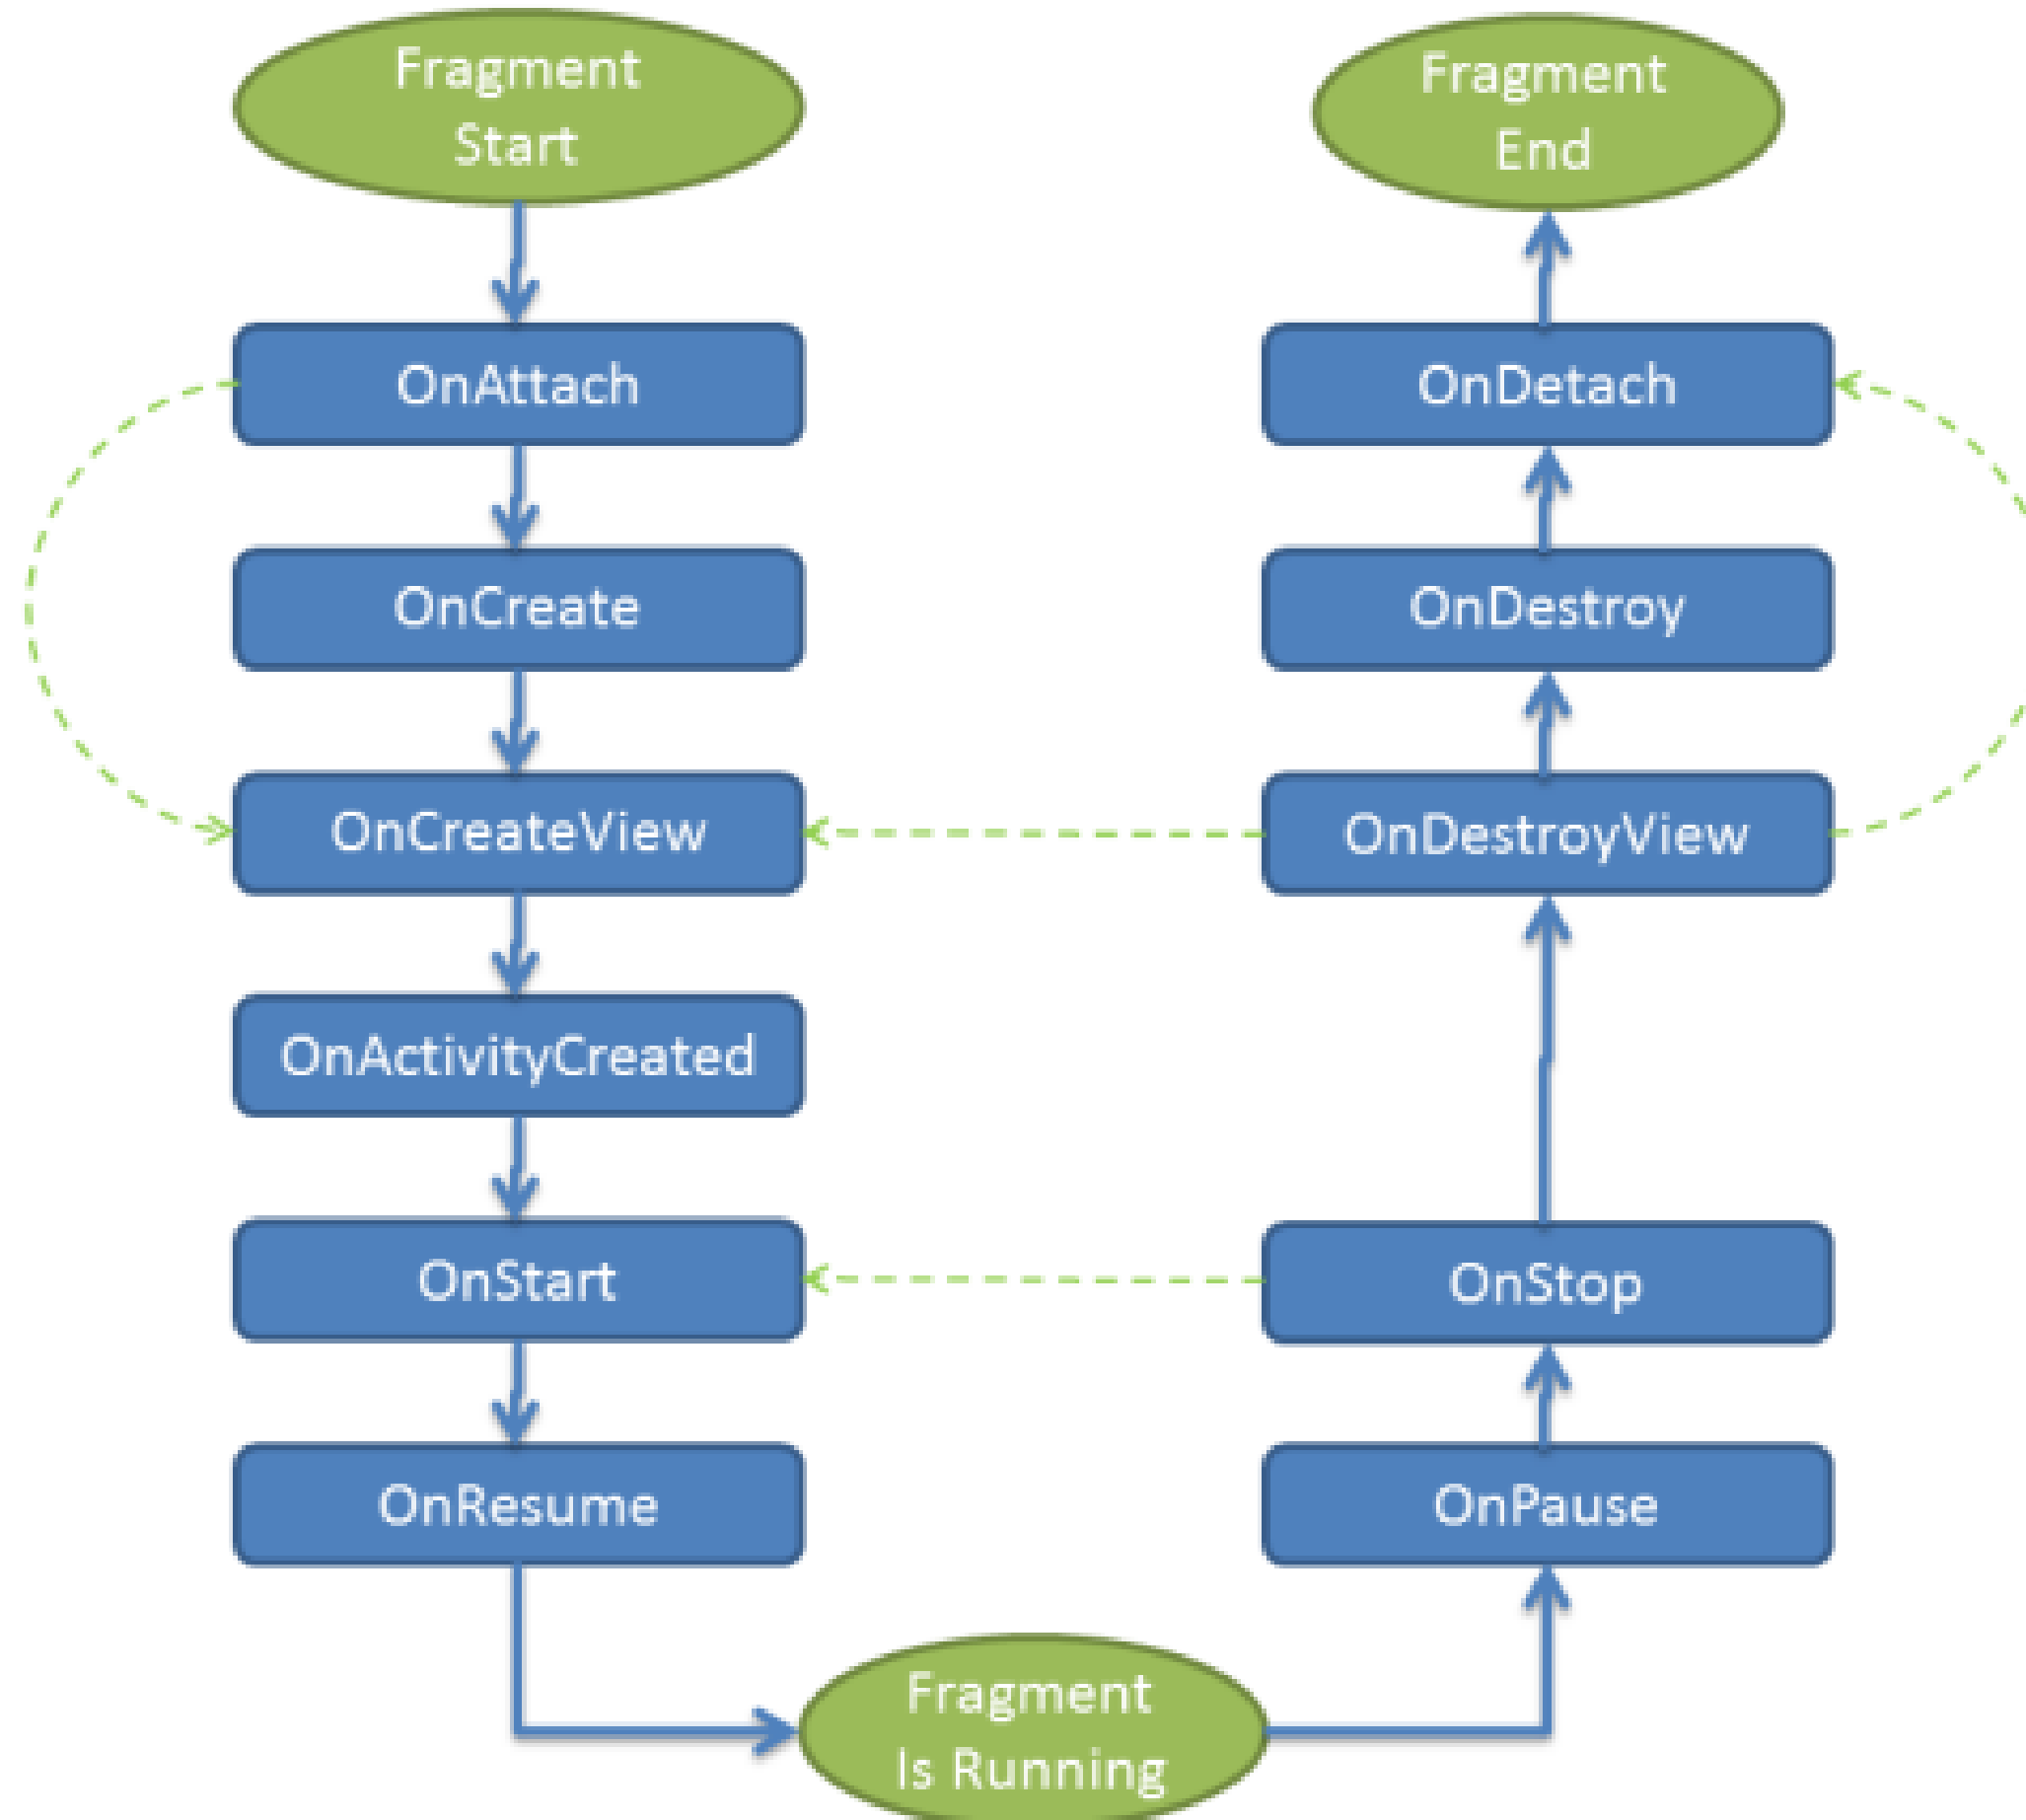 Fragment
Start
OnAttach
OnCreate
OnCreateView
OnActivityCreated
OnStart
OnResume
Fragment
Is Running
OnPause
OnStop
OnDestroyView
OnDestroy
OnDetach
Fragment
End